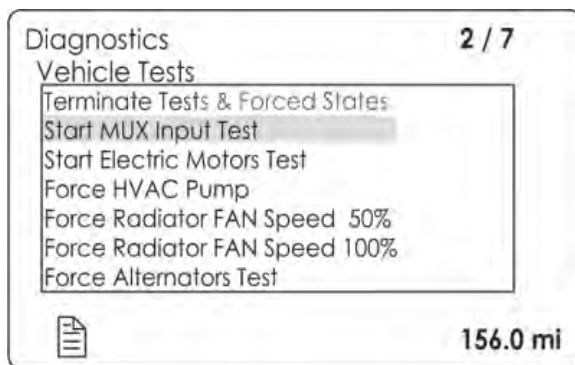 Diagnostics 2 / 7
Vehicle Tests
Terminate Tests & Forced States
Start MUX Input Test
Start Electric Motors Test
Force HVAC Pump
Force Radiator FAN Speed 50%
Force Radiator FAN Speed 100%
Force Alternators Test
156.0 mi